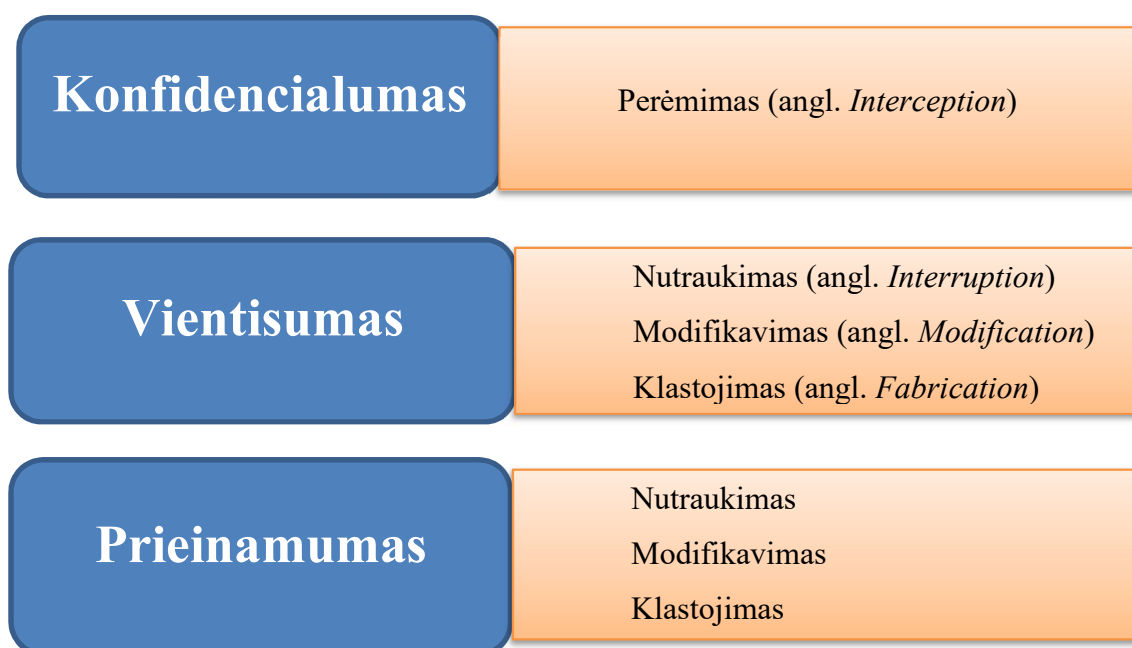 Konfidencialumas
Perėmimas (angl. Interception)
Vientisumas
Nutraukimas (angl. Interruption)
Modifikavimas (angl. Modification)
Klastojimas (angl. Fabrication)
Prieinamumas
Nutraukimas
Modifikavimas
Klastojimas